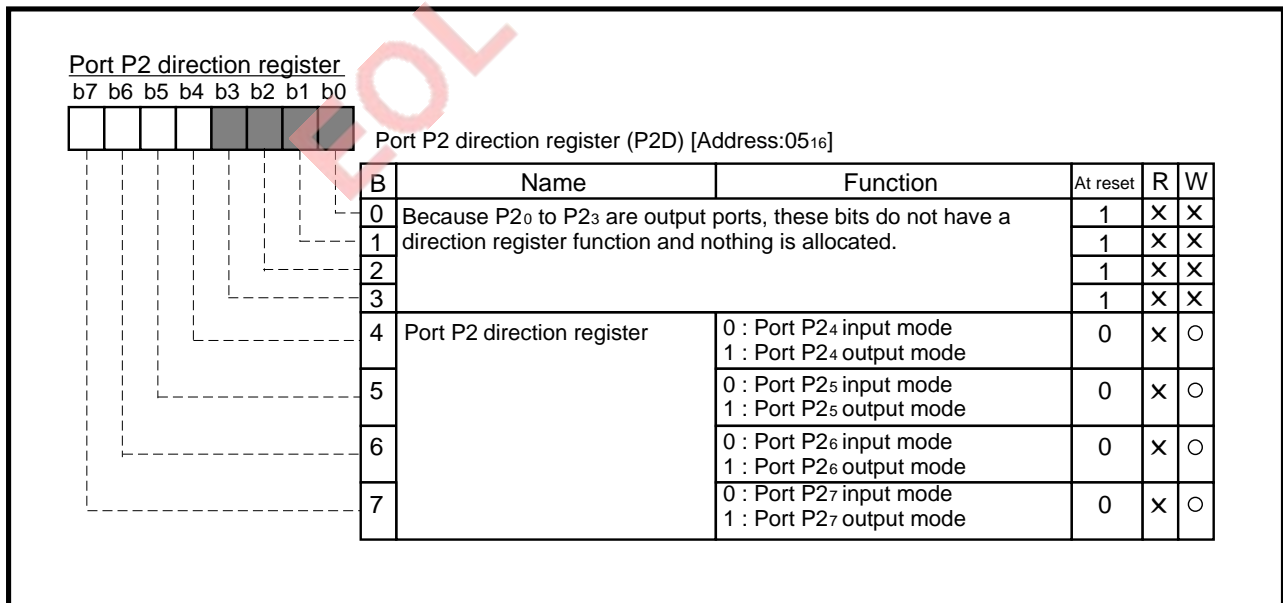 EOL
Port P2 direction register
b7 b6 b5 b4 b3 b2 b1 b0
Port P2 direction register (P2D) [Address:05₁₆]
B Name Function At reset R W
0 Because P2₀ to P2₃ are output ports, these bits do not have a 1 × ×
1 direction register function and nothing is allocated. 1 × ×
2 1 × ×
3 1 × ×
4 Port P2 direction register 0 : Port P2₄ input mode 0 × ○
1 : Port P2₄ output mode
5 0 : Port P2₅ input mode 0 × ○
1 : Port P2₅ output mode
6 0 : Port P2₆ input mode 0 × ○
1 : Port P2₆ output mode
7 0 : Port P2₇ input mode 0 × ○
1 : Port P2₇ output mode